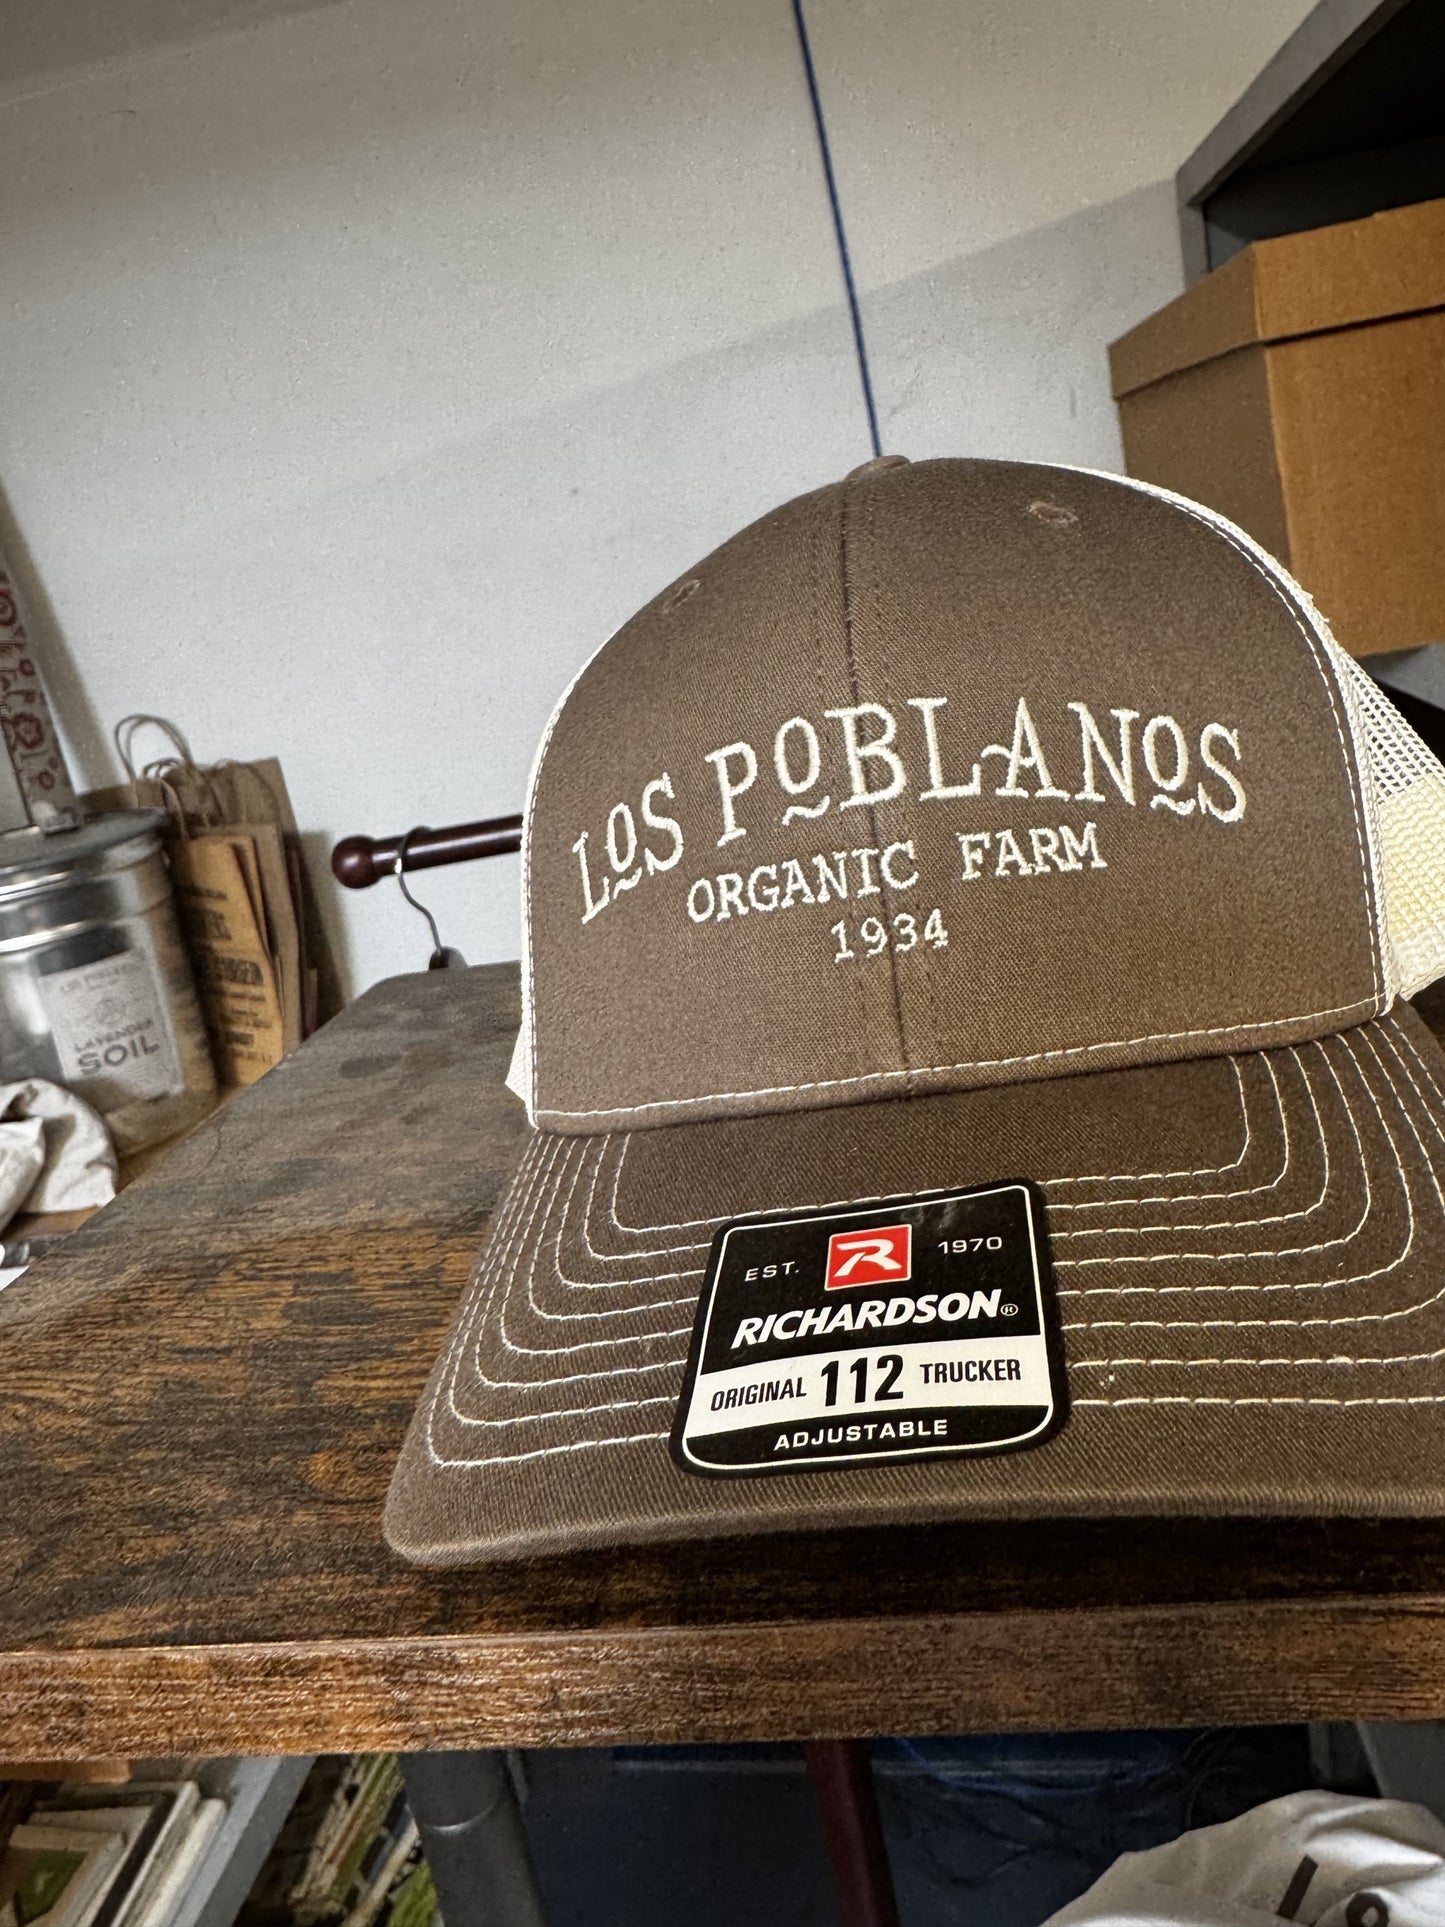 LOS POBLANOS
ORGANIC FARM
1934
EST. R 1970
RICHARDSON®
ORIGINAL 112 TRUCKER
ADJUSTABLE
LAVENDER
SOIL